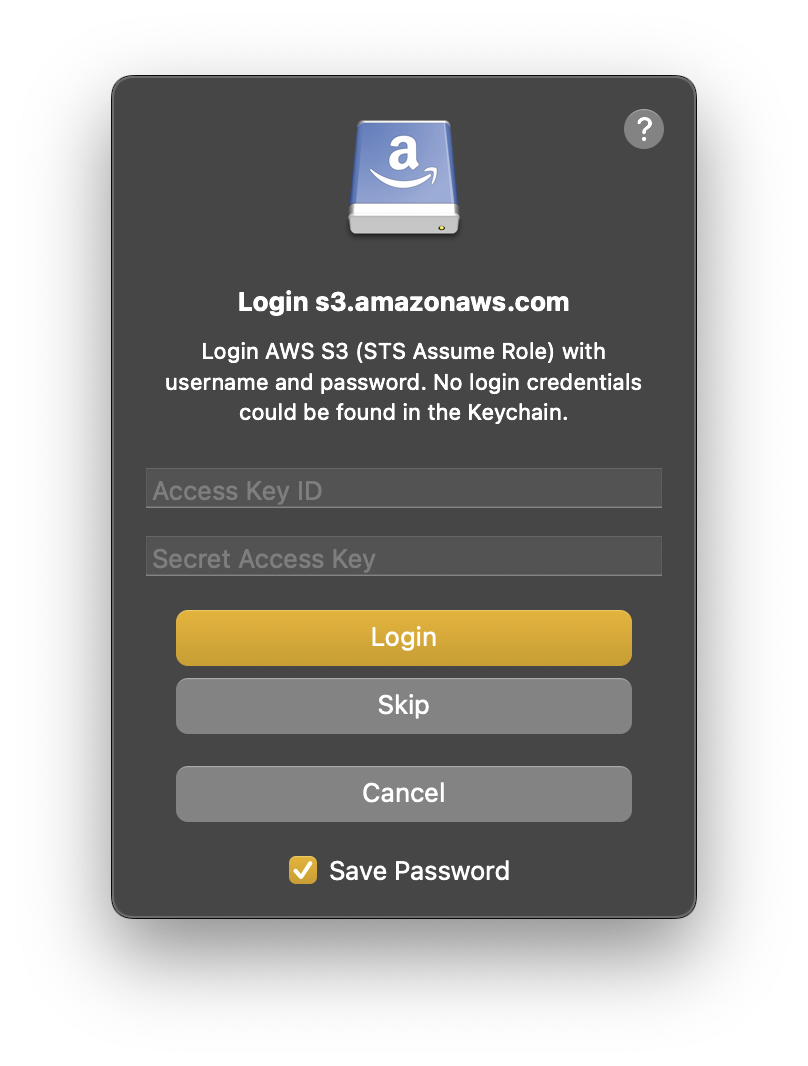 a
?
Login s3.amazonaws.com
Login AWS S3 (STS Assume Role) with
username and password. No login credentials
could be found in the Keychain.
Access Key ID
Secret Access Key
Login
Skip
Cancel
Save Password